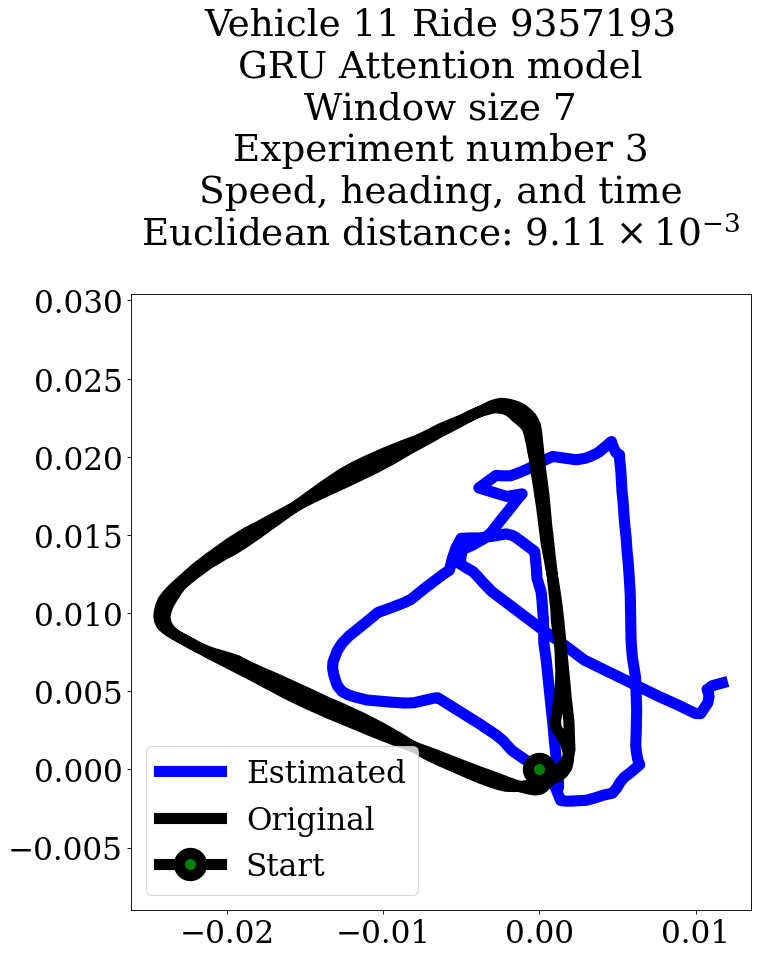 Vehicle 11 Ride 9357193
GRU Attention model
Window size 7
Experiment number 3
Speed, heading, and time
Euclidean distance: 9.11 × 10⁻³
0.030
0.025
0.020
0.015
0.010
0.005
0.000
−0.005
Estimated
Original
Start
−0.02 −0.01 0.00 0.01